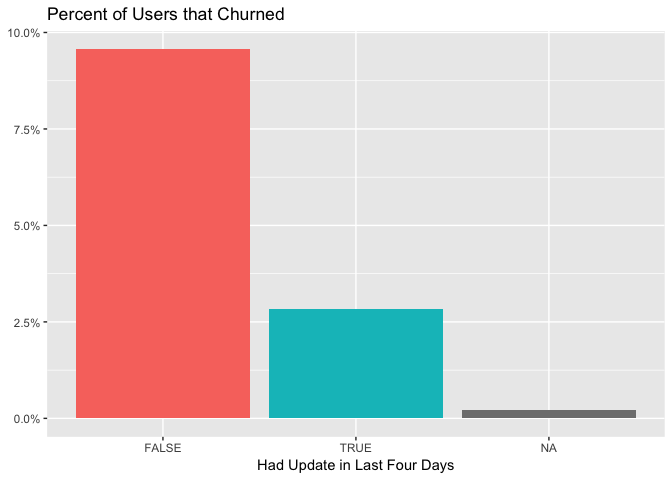 Percent of Users that Churned
10.0%
7.5%
5.0%
2.5%
0.0%
FALSE TRUE NA
Had Update in Last Four Days